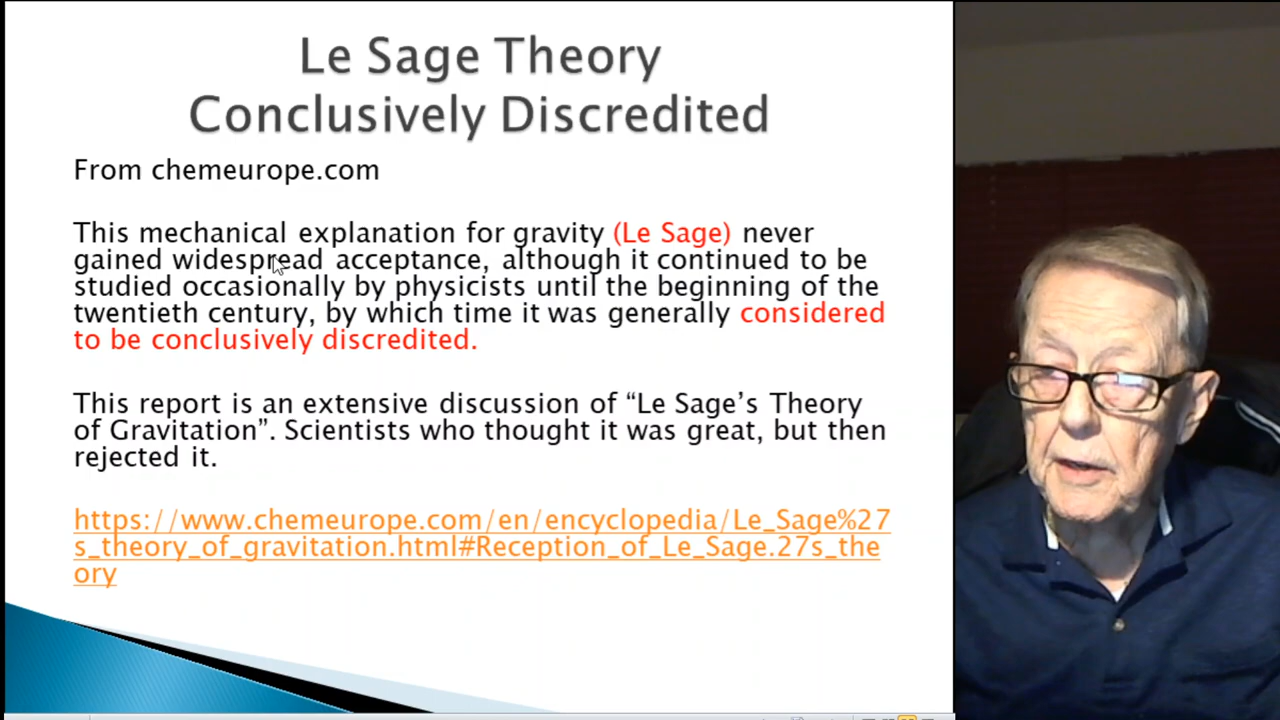 Le Sage Theory
Conclusively Discredited
From chemeurope.com
This mechanical explanation for gravity (Le Sage) never
gained widespread acceptance, although it continued to be
studied occasionally by physicists until the beginning of the
twentieth century, by which time it was generally considered
to be conclusively discredited.
This report is an extensive discussion of “Le Sage’s Theory
of Gravitation”. Scientists who thought it was great, but then
rejected it.
https://www.chemeurope.com/en/encyclopedia/Le_Sage%27
s_theory_of_gravitation.html#Reception_of_Le_Sage.27s_the
ory